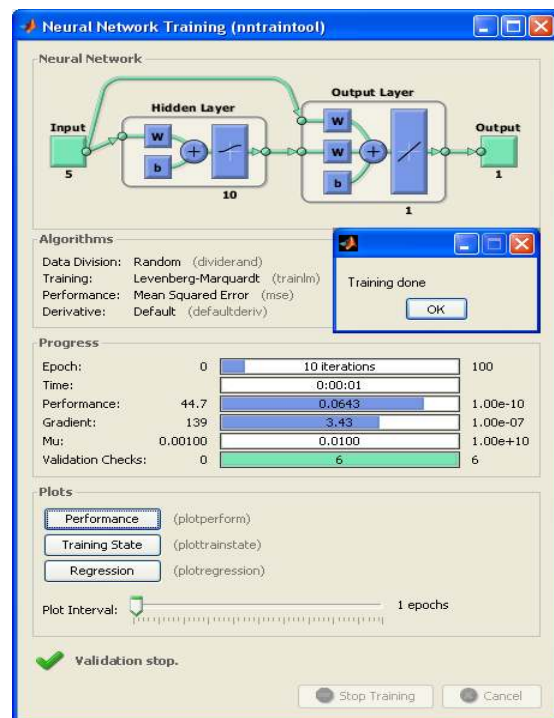 Neural Network Training (nntraintool)
Neural Network
Hidden Layer
Output Layer
Input
Output
W
b
W
W
b
5
10
1
1
Algorithms
Data Division: Random (dividerand)
Training: Levenberg-Marquardt (trainlm)
Performance: Mean Squared Error (mse)
Derivative: Default (defaultderiv)
Training done
OK
Progress
Epoch: 0 10 iterations 100
Time: 0:00:01
Performance: 44.7 0.0643 1.00e-10
Gradient: 139 3.43 1.00e-07
Mu: 0.00100 0.0100 1.00e+10
Validation Checks: 0 6 6
Plots
Performance (plotperform)
Training State (plottrainstate)
Regression (plotregression)
Plot Interval: 1 epochs
Validation stop.
Stop Training
Cancel